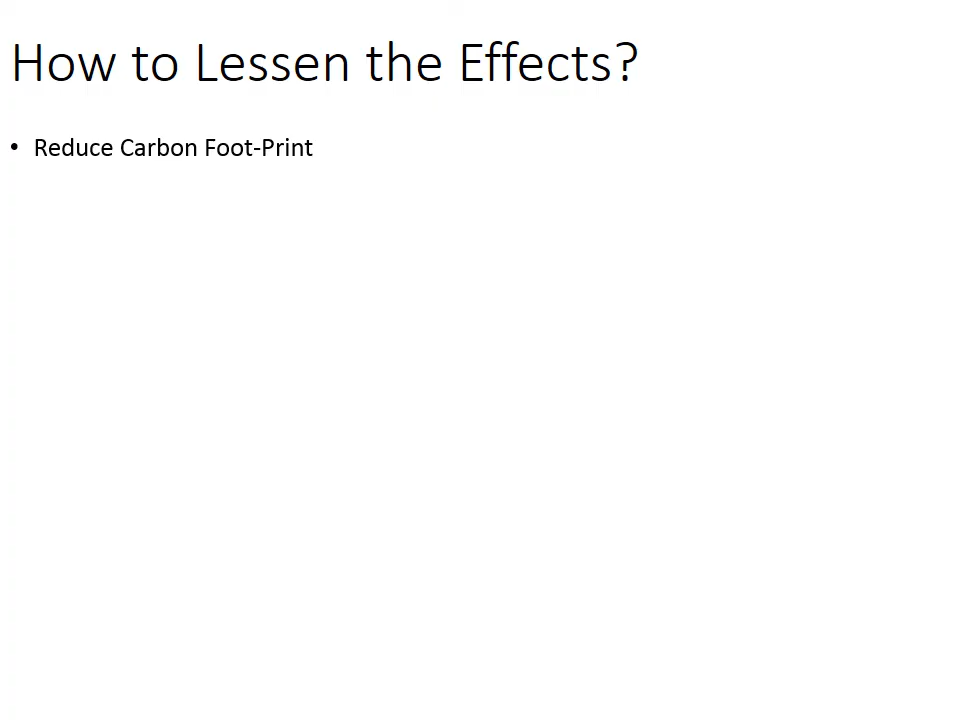 How to Lessen the Effects?
• Reduce Carbon Foot-Print